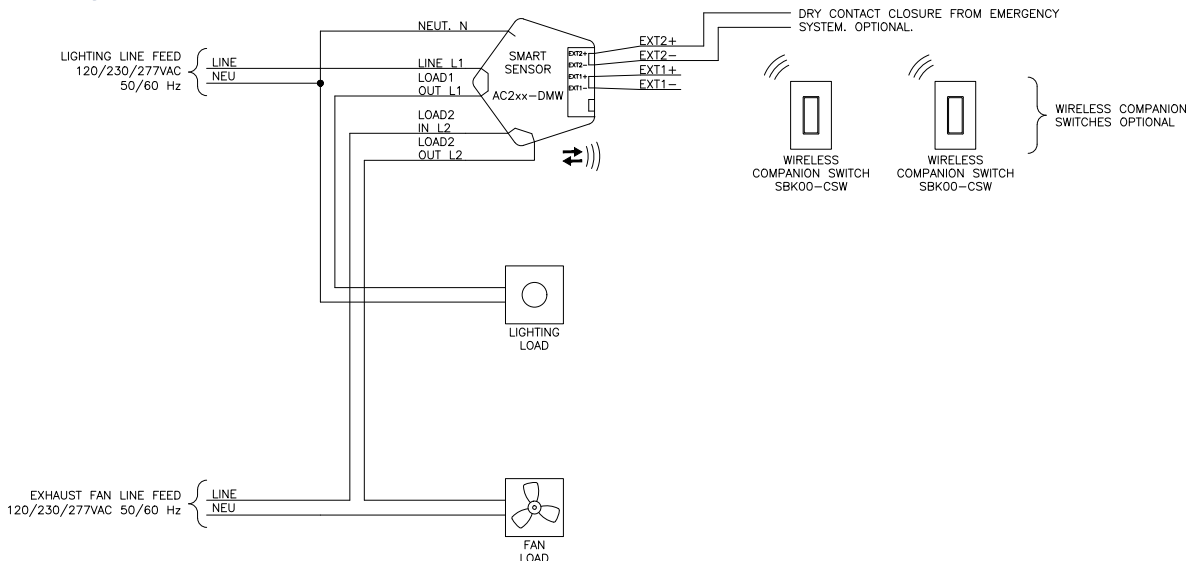 NEUT. N
LIGHTING LINE FEED
120/230/277VAC
50/60 Hz
LINE
NEU
LINE L1
LOAD1
OUT L1
LOAD2
IN L2
LOAD2
OUT L2
SMART
SENSOR
AC2xx-DMW
EXT2+
EXT2-
EXT1+
EXT1-
EXT2+
EXT2-
EXT1+
EXT1-
DRY CONTACT CLOSURE FROM EMERGENCY
SYSTEM. OPTIONAL.
WIRELESS
COMPANION SWITCH
SBK00-CSW
WIRELESS
COMPANION SWITCH
SBK00-CSW
WIRELESS COMPANION
SWITCHES OPTIONAL
LIGHTING
LOAD
EXHAUST FAN LINE FEED
120/230/277VAC 50/60 Hz
LINE
NEU
FAN
LOAD